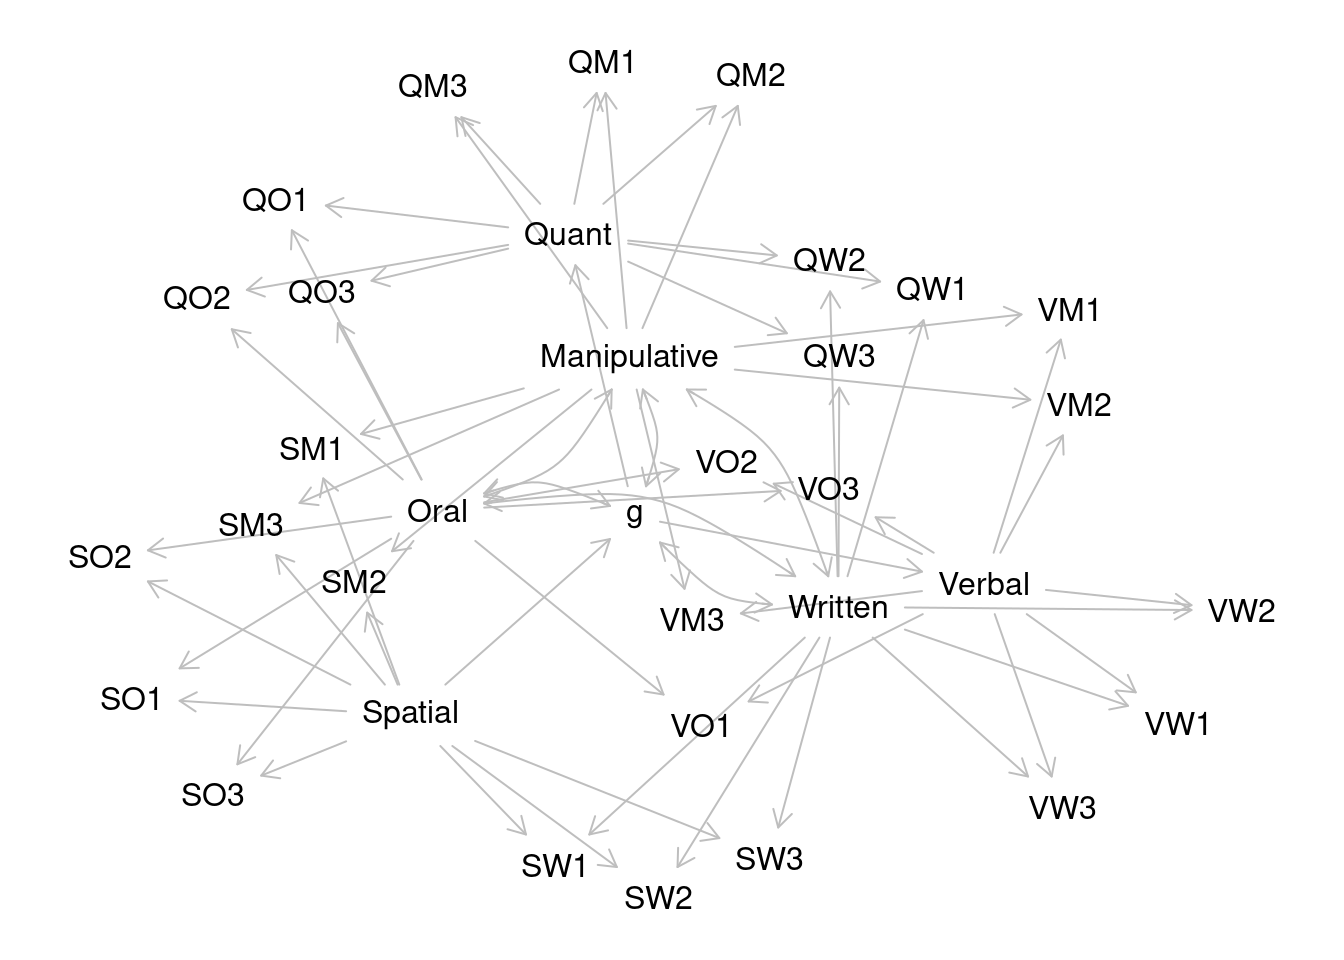 QM1
QM2
QM3
QO1
Quant
QW2
QW1
QO3
QO2
VM1
Manipulative
QW3
VM2
SM1
VO2
VO3
Oral
g
SM3
SO2
SM2
Verbal
Written
VW2
VM3
SO1
Spatial
VO1
VW1
SO3
VW3
SW3
SW1
SW2